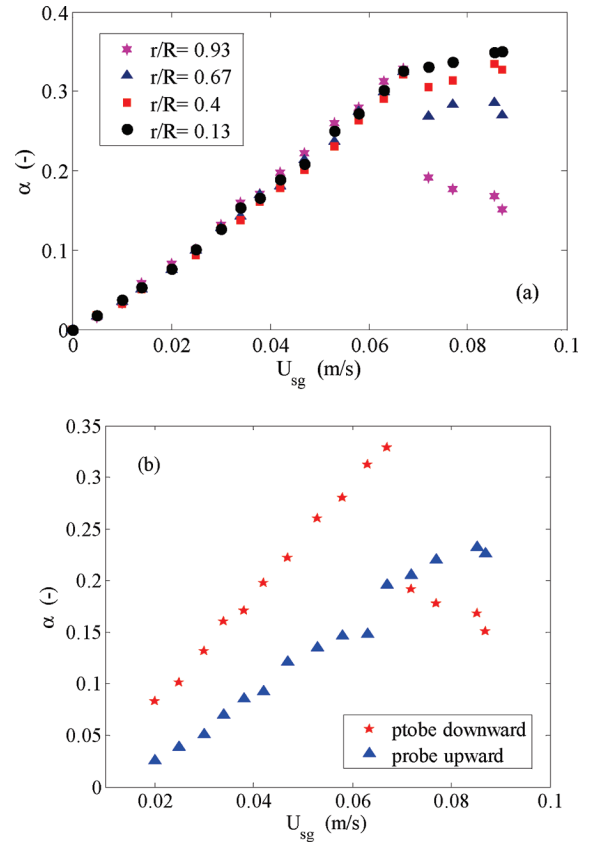 0.4
r/R= 0.93
r/R= 0.67
r/R= 0.4
r/R= 0.13
0.3
0.2
0.1
0
α (-)
(a)
0 0.02 0.04 0.06 0.08 0.1
U_sg (m/s)
0.35
(b)
0.3
0.25
0.2
0.15
0.1
0.05
0
α (-)
ptobe downward
probe upward
0.02 0.04 0.06 0.08 0.1
U_sg (m/s)